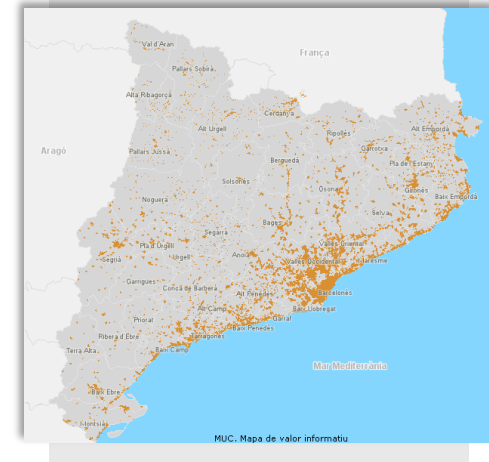 Val d'Aran
França
Pallars Sobirà
Alta Ribagorça
Cerdanya
Alt Urgell
Ripollès
Alt Empordà
Aragó
Pallars Jussà
Garrotxa
Berguedà
Pla de l'Estany
Solsonès
Osona
Gironès
Noguera
Baix Empordà
Selva
Bages
Segarra
Vallès Oriental
Pla d'Urgell
Segrià
Urgell
Anoia
Vallès Occidental
Maresme
Garrigues
Conca de Barberà
Alt Penedès
Barcelonès
Alt Camp
Baix Llobregat
Priorat
Garraf
Baix Penedès
Ribera d'Ebre
Tarragonès
Terra Alta
Baix Camp
Mar Mediterrània
Baix Ebre
Montsià
MUC. Mapa de valor informatiu